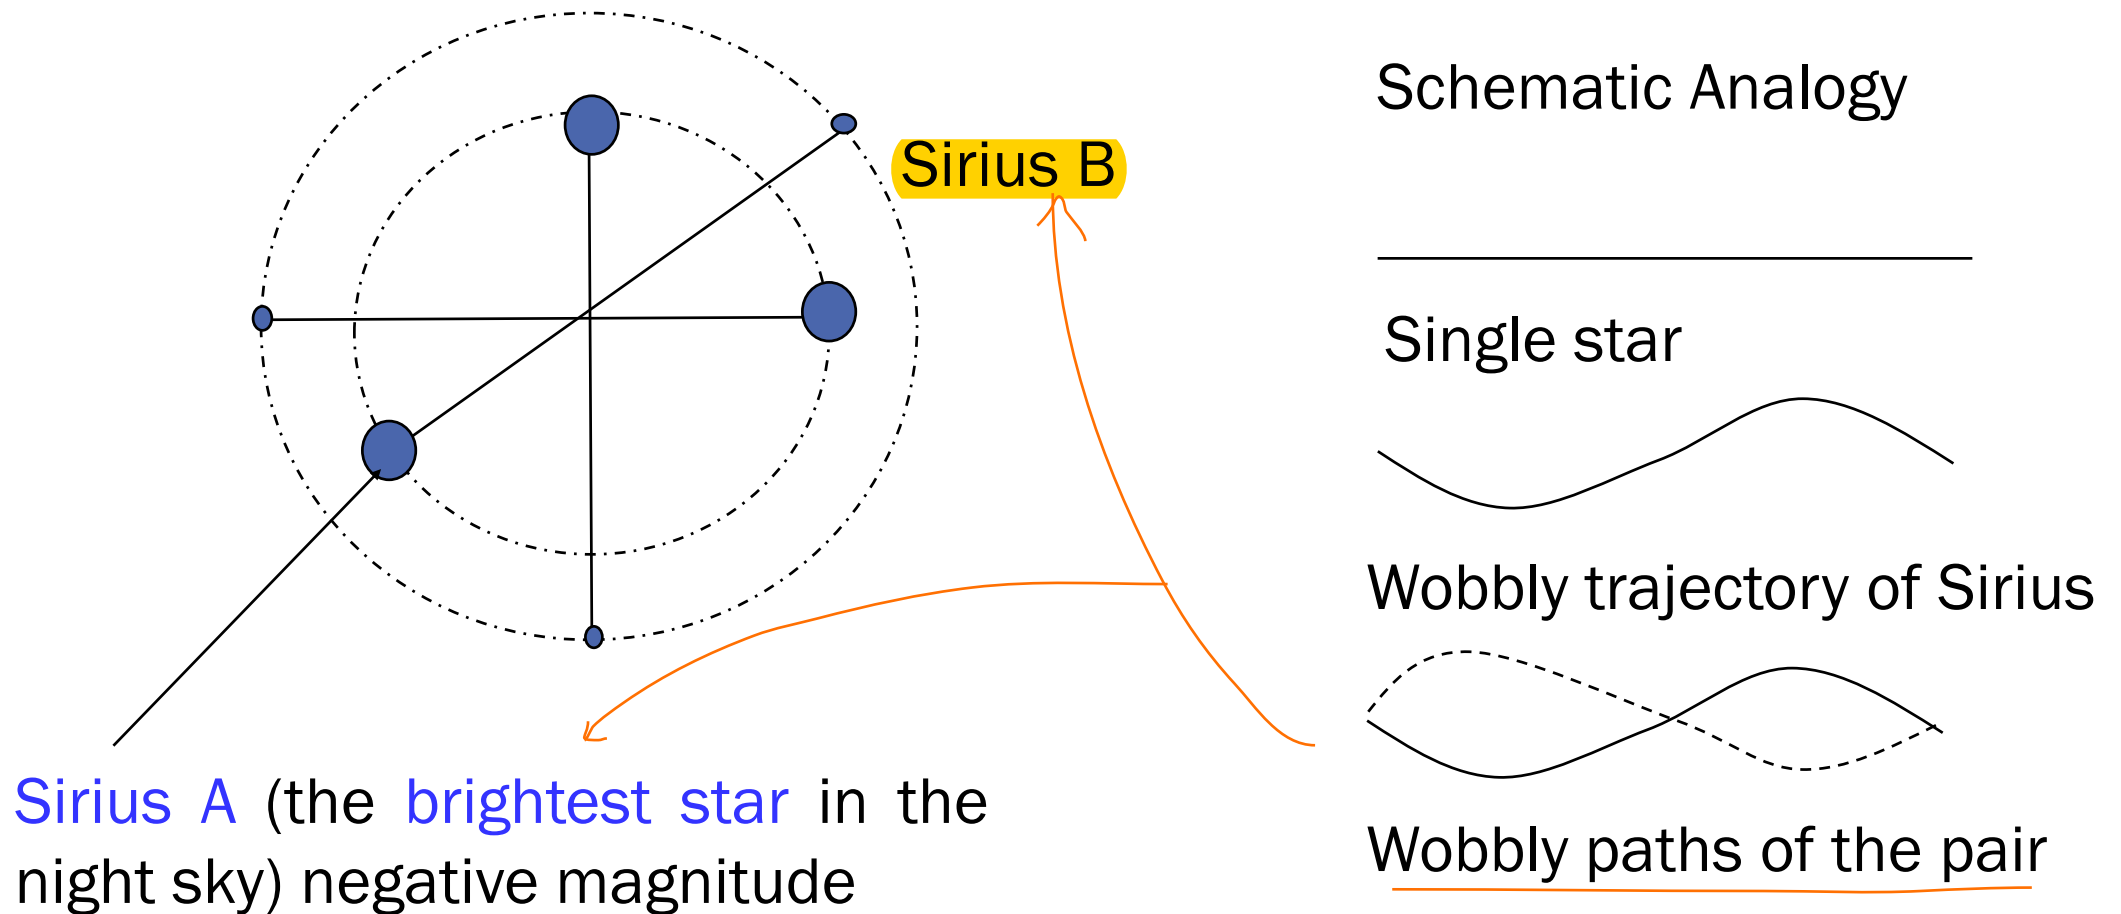 Schematic Analogy
Sirius B
Single star
Wobbly trajectory of Sirius
Sirius A (the brightest star in the
night sky) negative magnitude
Wobbly paths of the pair